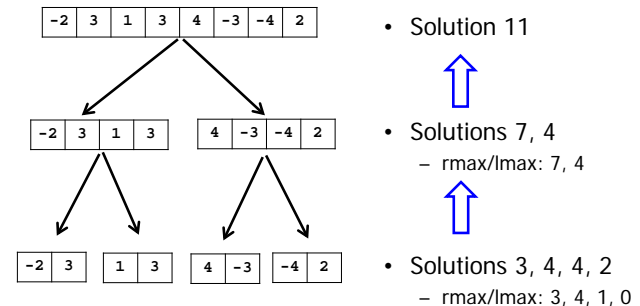 -2 3 1 3 4 -3 -4 2
• Solution 11
-2 3 1 3
4 -3 -4 2
• Solutions 7, 4
– rmax/lmax: 7, 4
-2 3
1 3
4 -3
-4 2
• Solutions 3, 4, 4, 2
– rmax/lmax: 3, 4, 1, 0